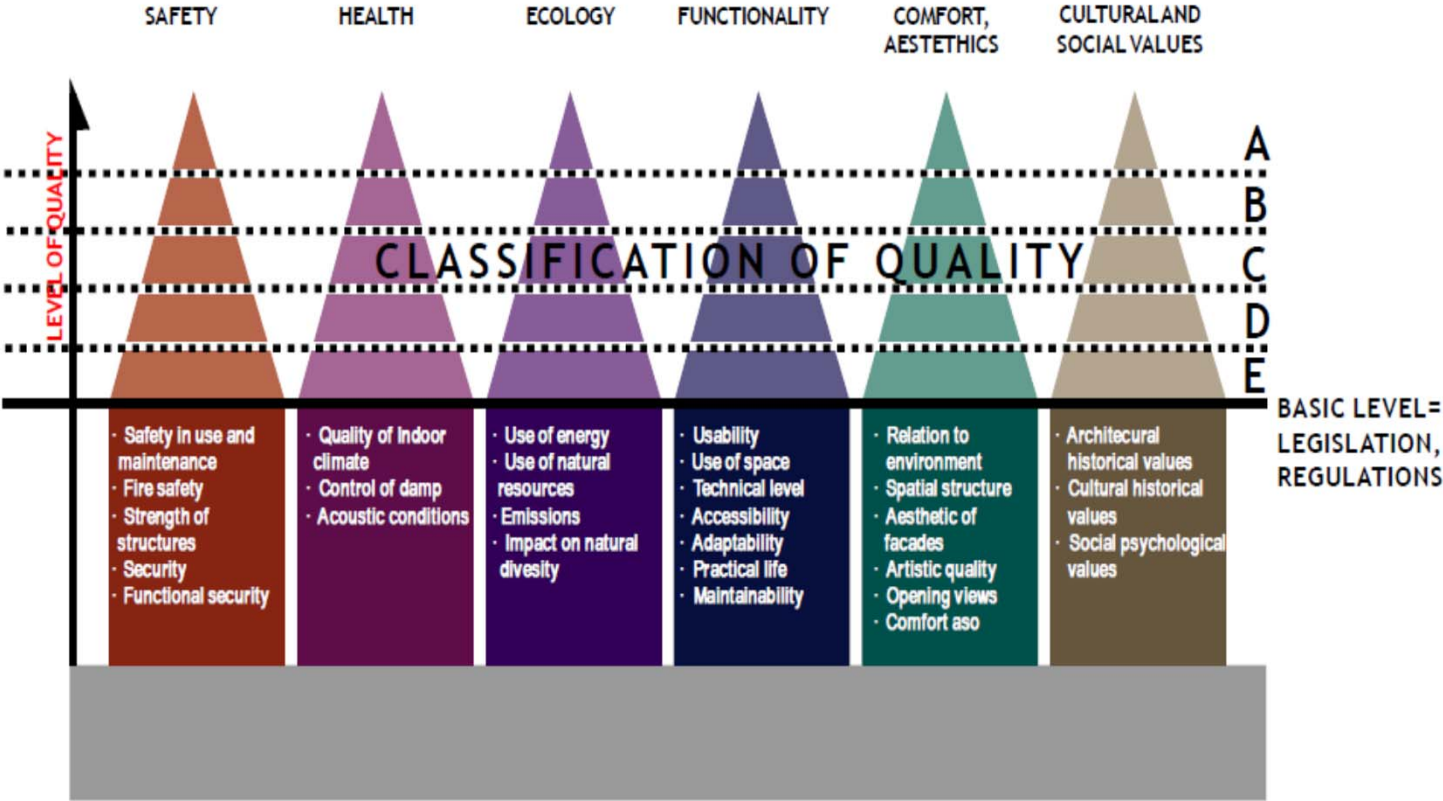 SAFETY
HEALTH
ECOLOGY
FUNCTIONALITY
COMFORT,
AESTETHICS
CULTURAL AND
SOCIAL VALUES
LEVEL OF QUALITY
A
B
CLASSIFICATION OF QUALITY
C
D
E
BASIC LEVEL=
LEGISLATION,
REGULATIONS
· Safety in use and
maintenance
· Fire safety
· Strength of
structures
· Security
· Functional security
· Quality of Indoor
climate
· Control of damp
· Acoustic conditions
· Use of energy
· Use of natural
resources
· Emissions
· Impact on natural
divesity
· Usability
· Use of space
· Technical level
· Accessibility
· Adaptability
· Practical life
· Maintainability
· Relation to
environment
· Spatial structure
· Aesthetic of
facades
· Artistic quality
· Opening views
· Comfort aso
· Architecural
historical values
· Cultural historical
values
· Social psychological
values